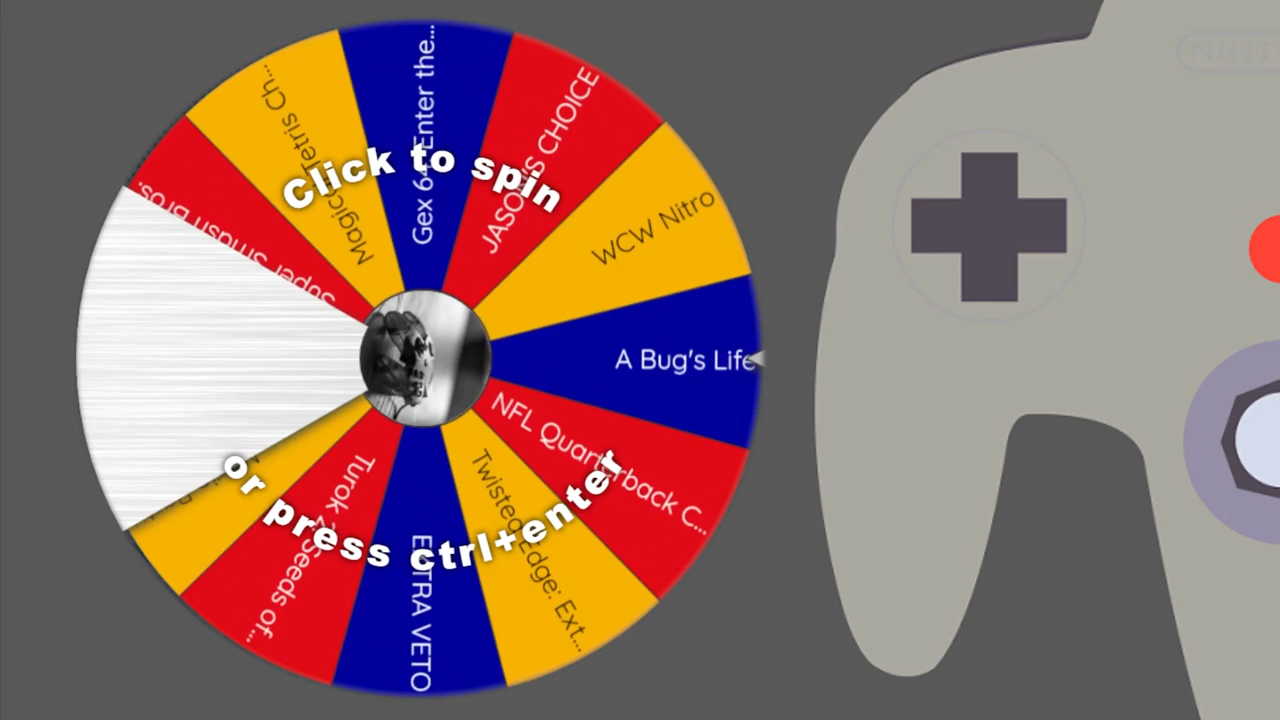 Click to spin
or press ctrl+enter
Super Smash Bros.
Magical Tetris Ch...
Gex 64: Enter the...
JASON'S CHOICE
WCW Nitro
A Bug's Life
NFL Quarterback C...
Twisted Edge: Ext...
EXTRA VETO
Turok 2: Seeds of...
NINT